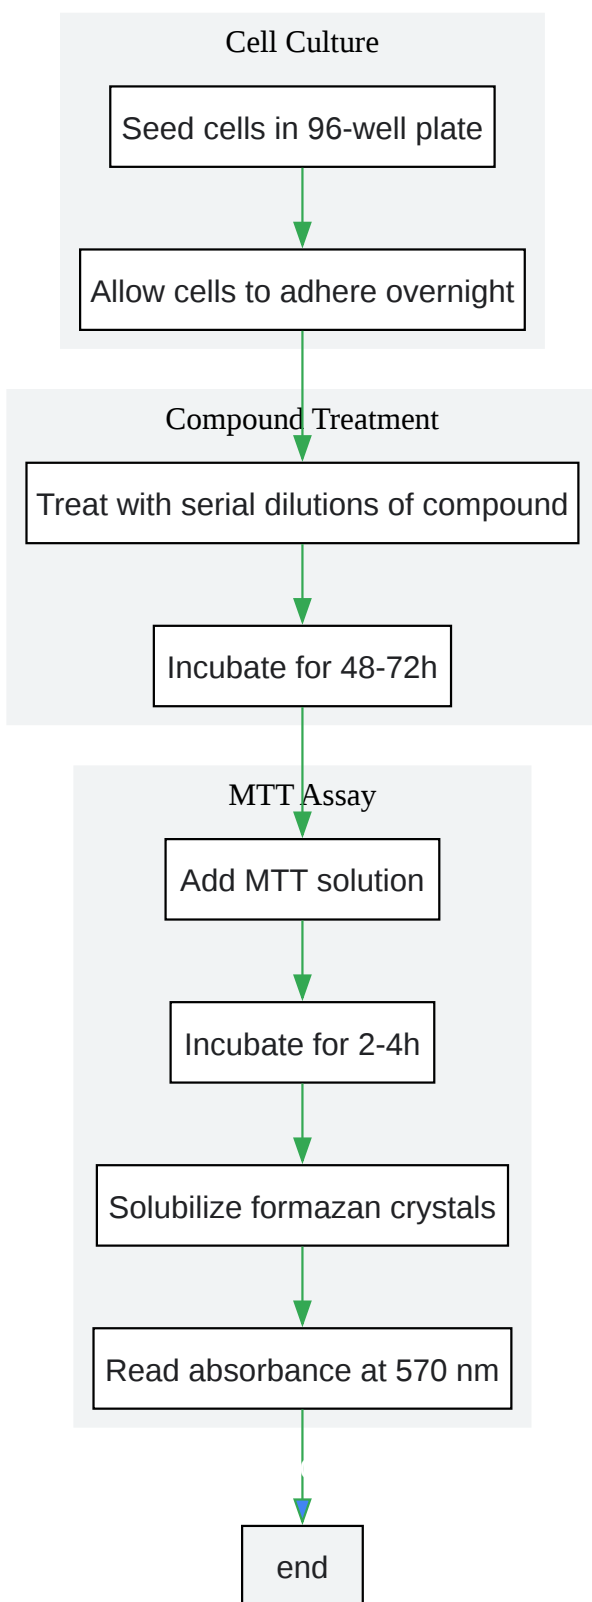 Cell Culture
Seed cells in 96-well plate
Allow cells to adhere overnight
Compound Treatment
Treat with serial dilutions of compound
Incubate for 48-72h
MTT Assay
Add MTT solution
Incubate for 2-4h
Solubilize formazan crystals
Read absorbance at 570 nm
end